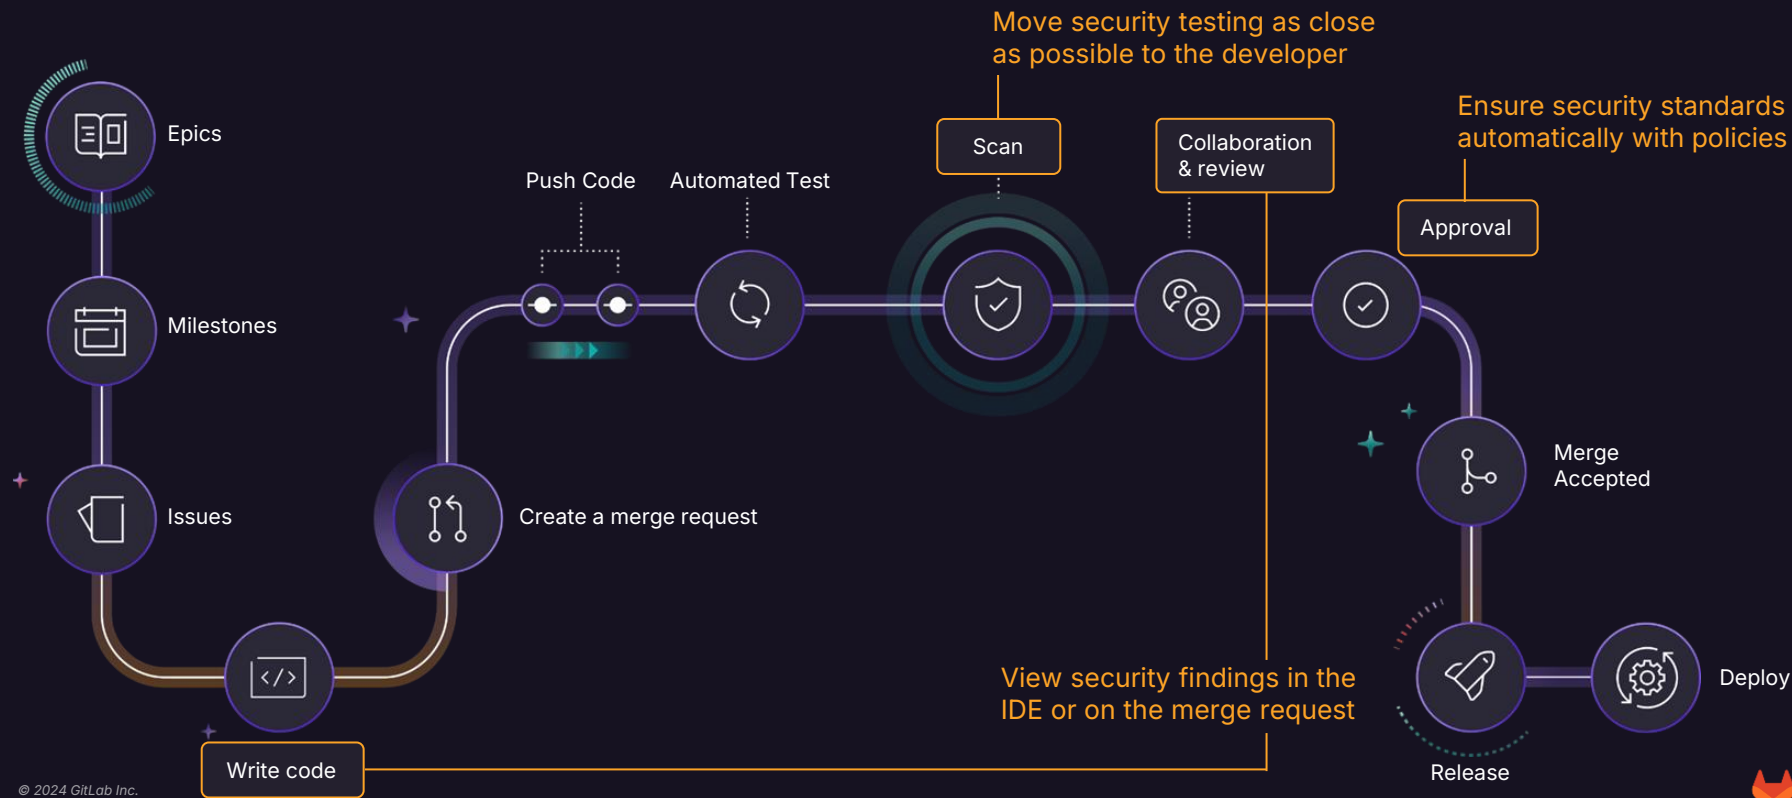 Move security testing as close
as possible to the developer
Ensure security standards
automatically with policies
Epics
Scan
Collaboration
& review
Push Code
Automated Test
Approval
Milestones
Merge
Accepted
Issues
Create a merge request
View security findings in the
IDE or on the merge request
Deploy
Write code
Release
© 2024 GitLab Inc.